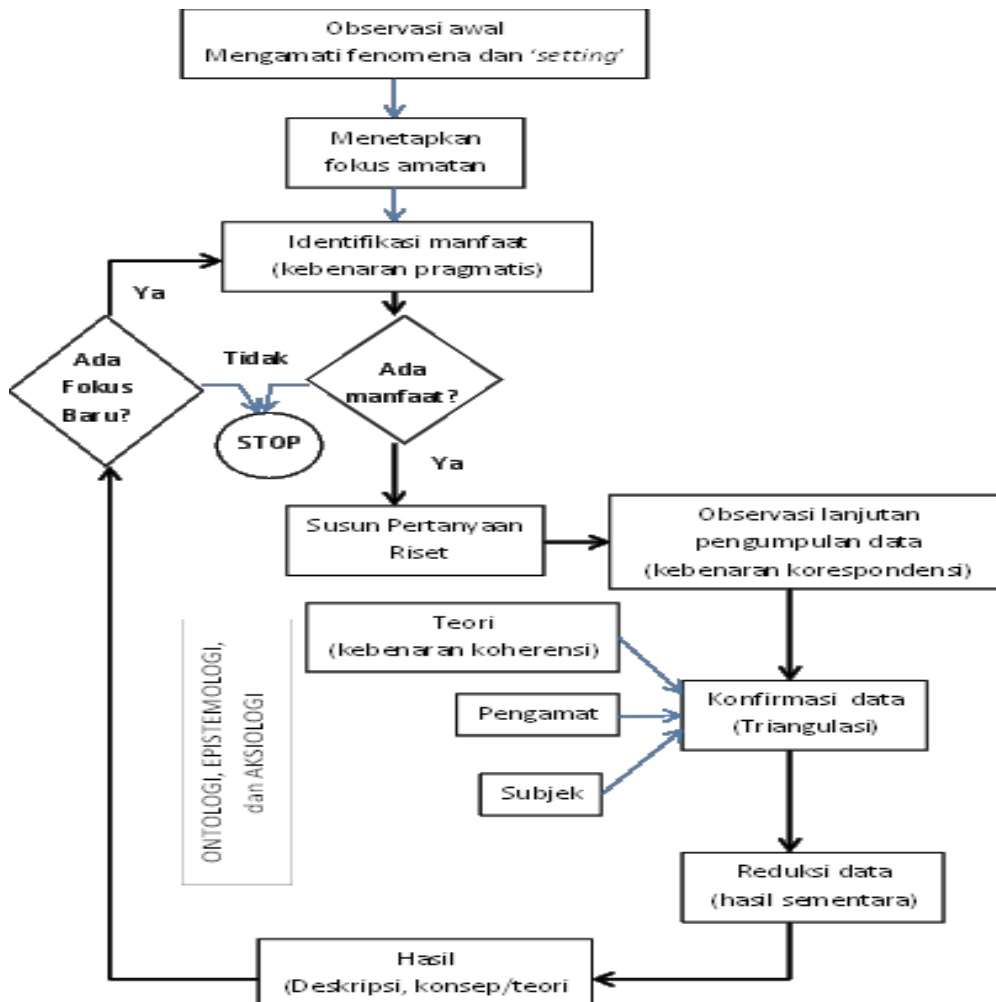 Observasi awal
Mengamati fenomena dan ‘setting’
Menetapkan
fokus amatan
Identifikasi manfaat
(kebenaran pragmatis)
Ya
Ada
Fokus
Baru?
Tidak
Ada
manfaat?
STOP
Ya
Susun Pertanyaan
Riset
Observasi lanjutan
pengumpulan data
(kebenaran korespondensi)
Teori
(kebenaran koherensi)
Pengamat
Subjek
Konfirmasi data
(Triangulasi)
ONTOLOGI, EPISTEMOLOGI,
dan AKSIOLOGI
Reduksi data
(hasil sementara)
Hasil
(Deskripsi, konsep/teori